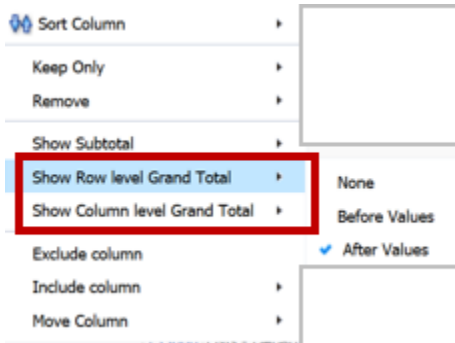 Sort Column
Keep Only
Remove
Show Subtotal
Show Row level Grand Total
Show Column level Grand Total
Exclude column
Include column
Move Column
None
Before Values
After Values